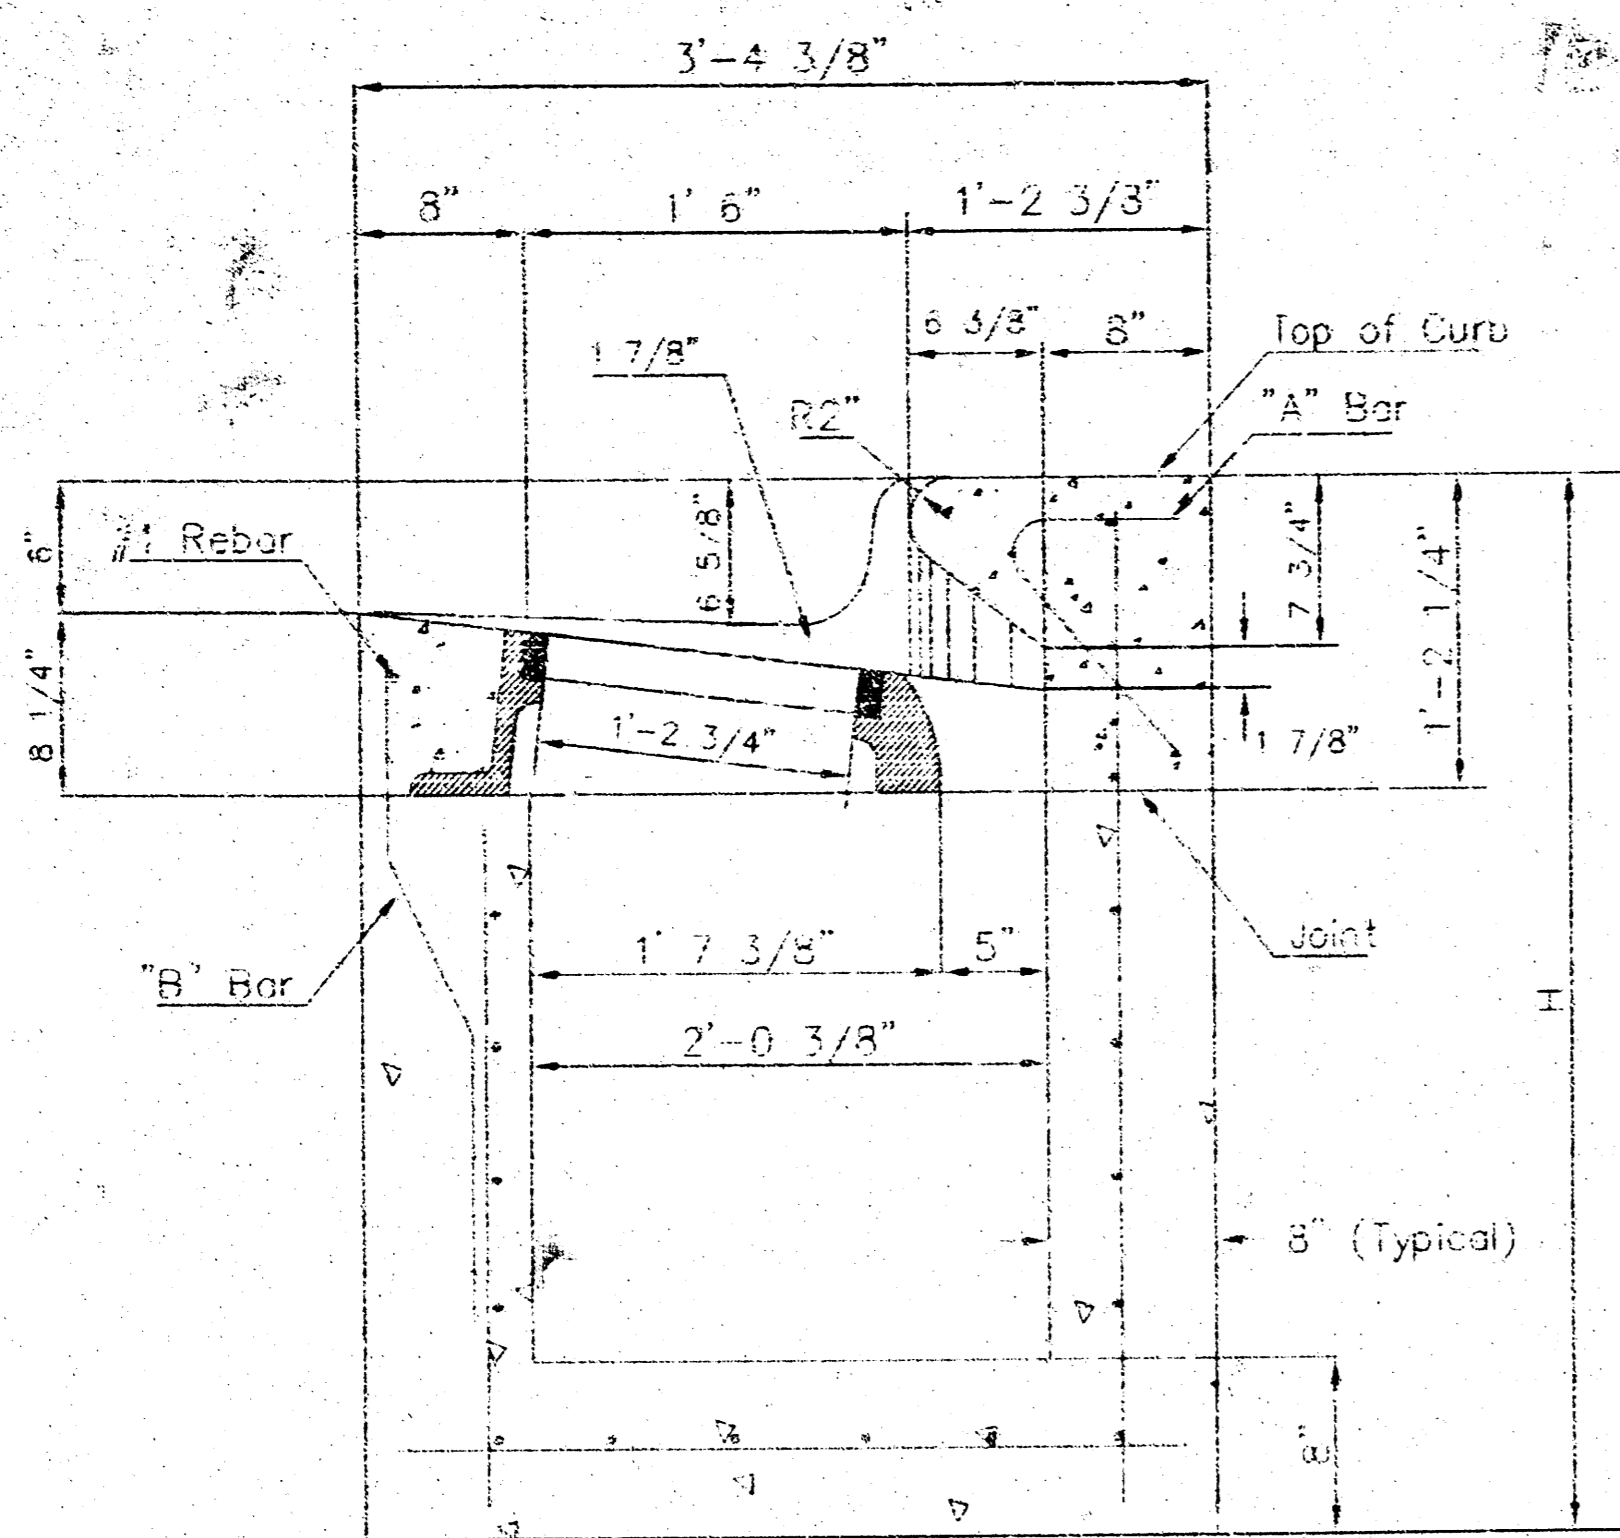 3'-4 3/8"
8"
1' 6"
1'-2 3/8"
6 3/8"
8"
Top of Curb
1 7/8"
R2"
"A" Bar
6"
#4 Rebar
6 5/8"
7 3/4"
1'-2 1/4"
8 1/4"
1'-2 3/4"
1 7/8"
1' 7 3/8"
5"
Joint
"B" Bar
2'-0 3/8"
H
8" (Typical)
8"